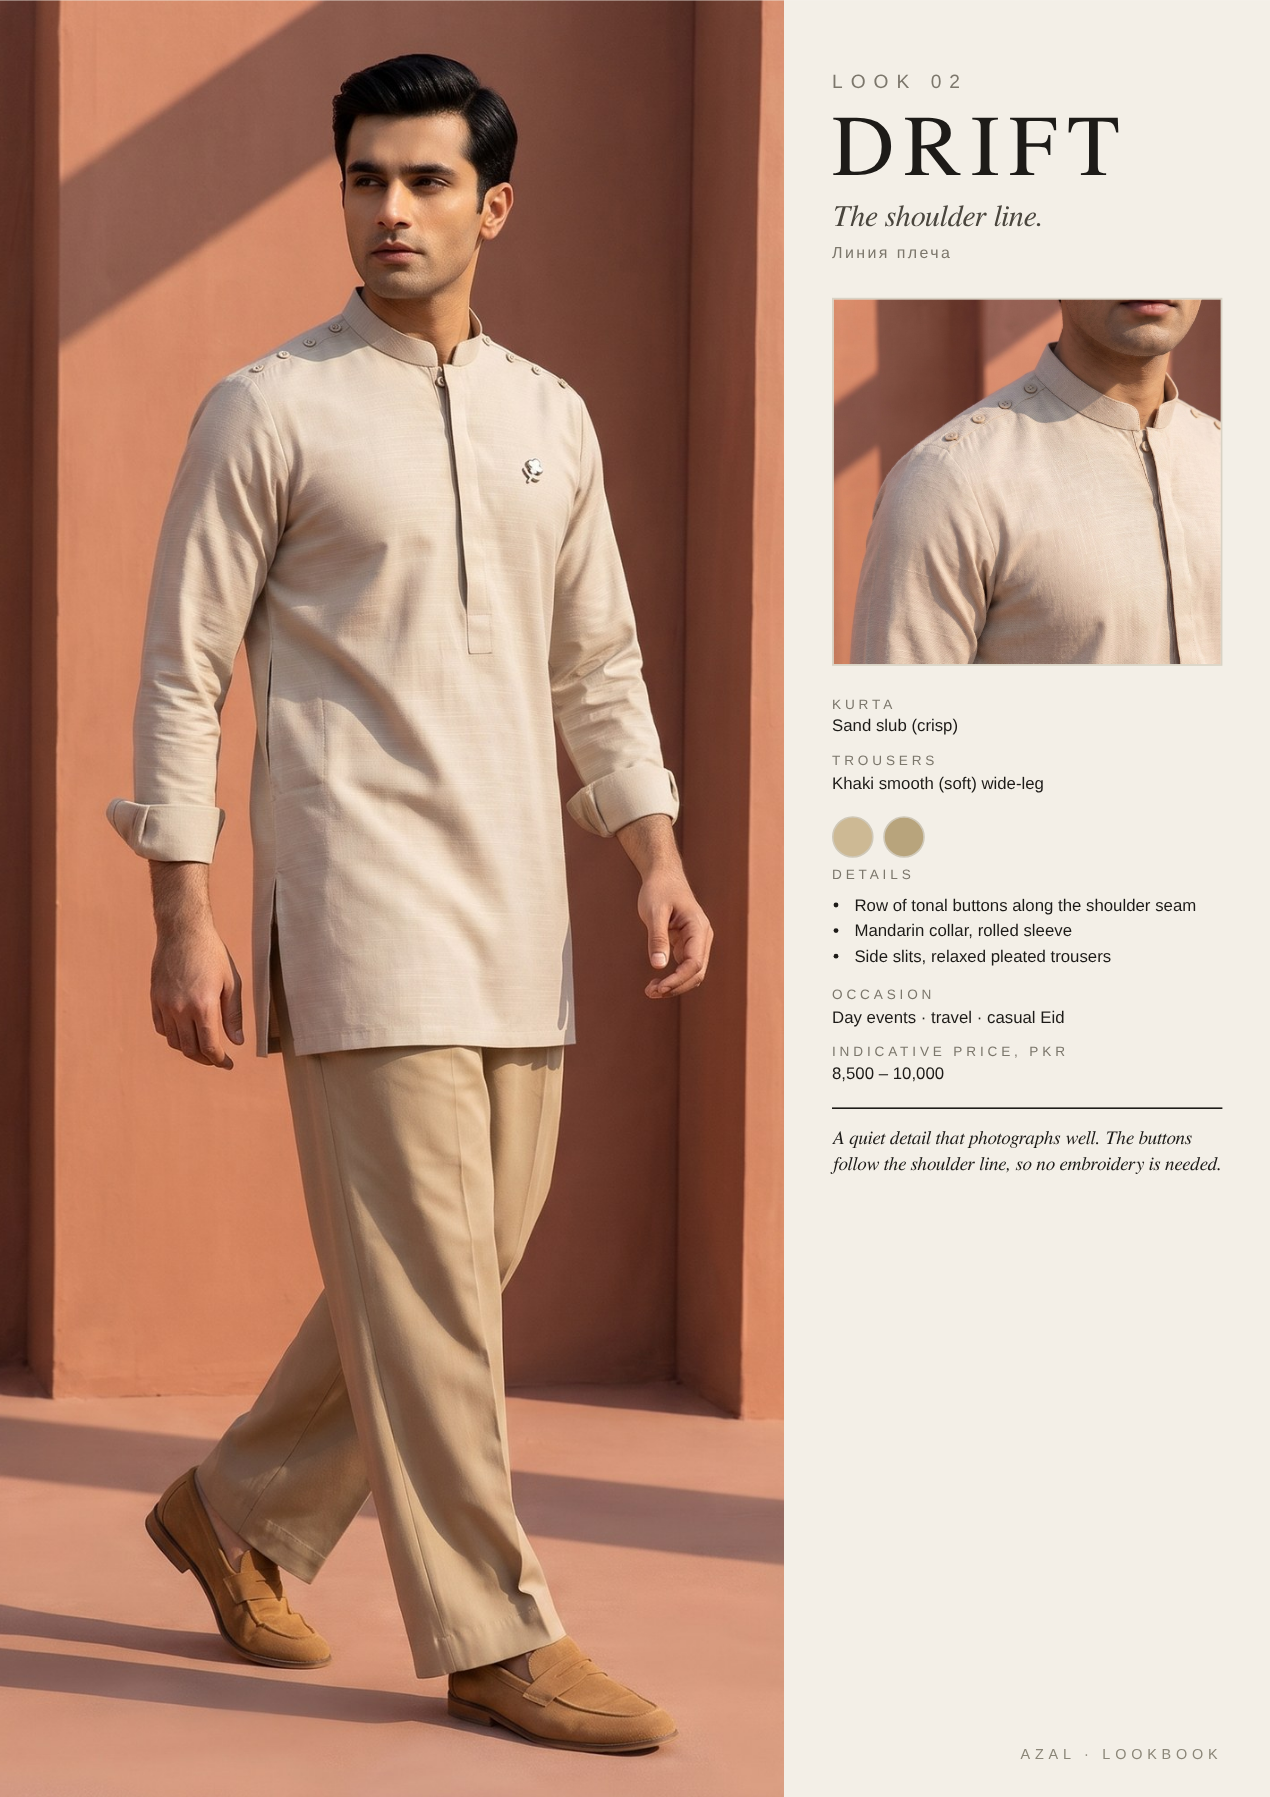 LOOK 02
DRIFT
The shoulder line.
Линия плеча
KURTA
Sand slub (crisp)
TROUSERS
Khaki smooth (soft) wide-leg
DETAILS
• Row of tonal buttons along the shoulder seam
• Mandarin collar, rolled sleeve
• Side slits, relaxed pleated trousers
OCCASION
Day events · travel · casual Eid
INDICATIVE PRICE, PKR
8,500 – 10,000
A quiet detail that photographs well. The buttons
follow the shoulder line, so no embroidery is needed.
AZAL · LOOKBOOK